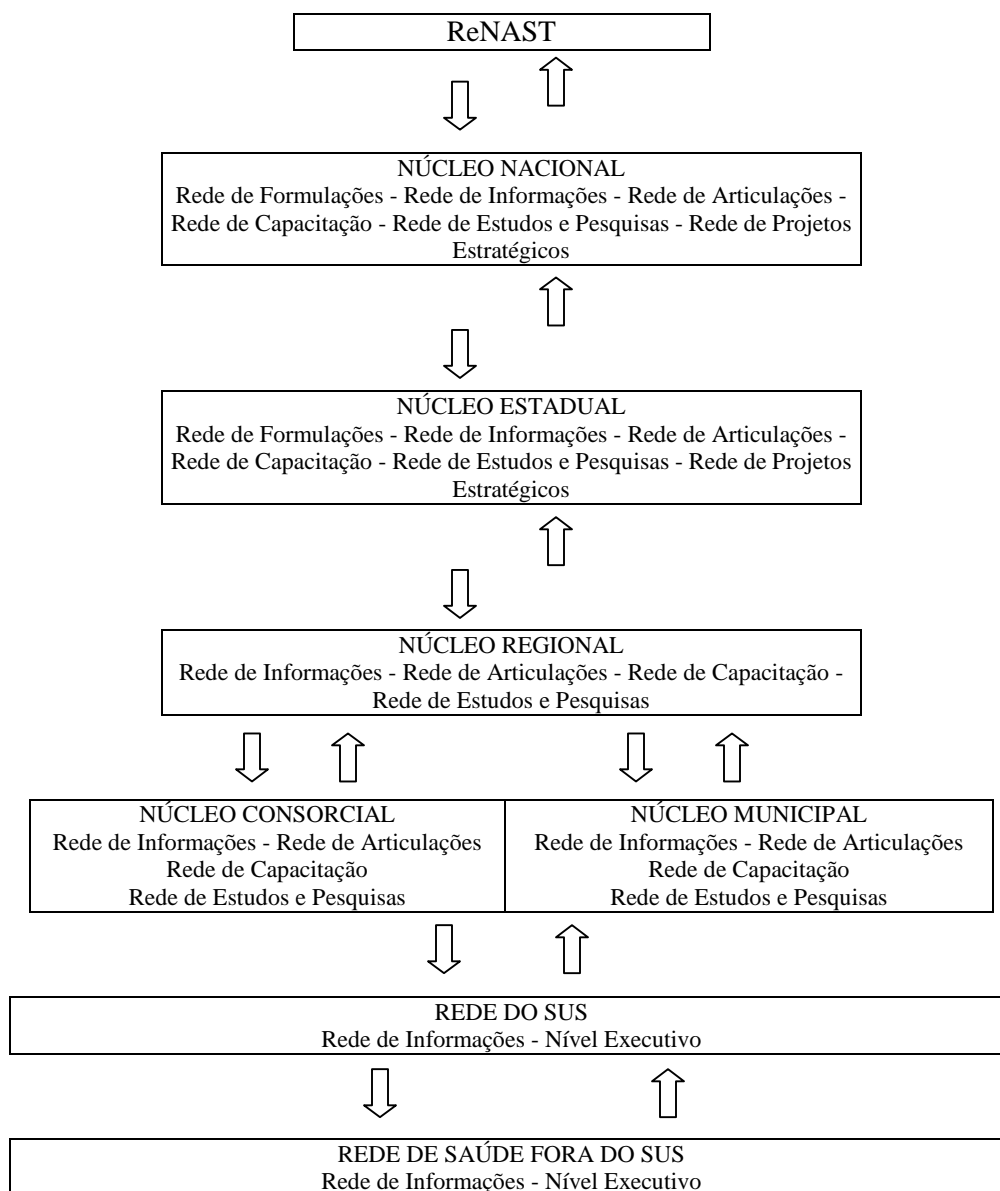 ReNAST
NÚCLEO NACIONAL
Rede de Formulações - Rede de Informações - Rede de Articulações -
Rede de Capacitação - Rede de Estudos e Pesquisas - Rede de Projetos
Estratégicos
NÚCLEO ESTADUAL
Rede de Formulações - Rede de Informações - Rede de Articulações -
Rede de Capacitação - Rede de Estudos e Pesquisas - Rede de Projetos
Estratégicos
NÚCLEO REGIONAL
Rede de Informações - Rede de Articulações - Rede de Capacitação -
Rede de Estudos e Pesquisas
NÚCLEO CONSORCIAL
Rede de Informações - Rede de Articulações
Rede de Capacitação
Rede de Estudos e Pesquisas
NÚCLEO MUNICIPAL
Rede de Informações - Rede de Articulações
Rede de Capacitação
Rede de Estudos e Pesquisas
REDE DO SUS
Rede de Informações - Nível Executivo
REDE DE SAÚDE FORA DO SUS
Rede de Informações - Nível Executivo